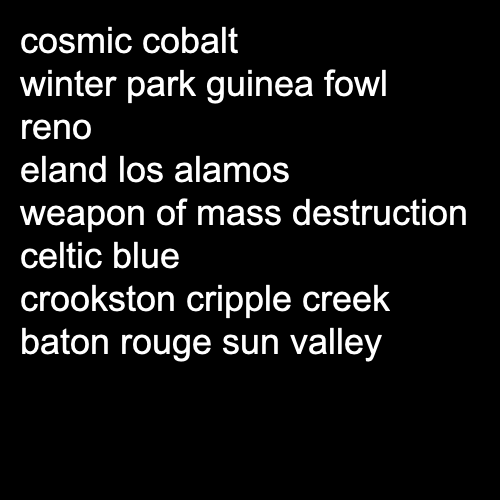 cosmic cobalt
winter park guinea fowl
reno
eland los alamos
weapon of mass destruction
celtic blue
crookston cripple creek
baton rouge sun valley